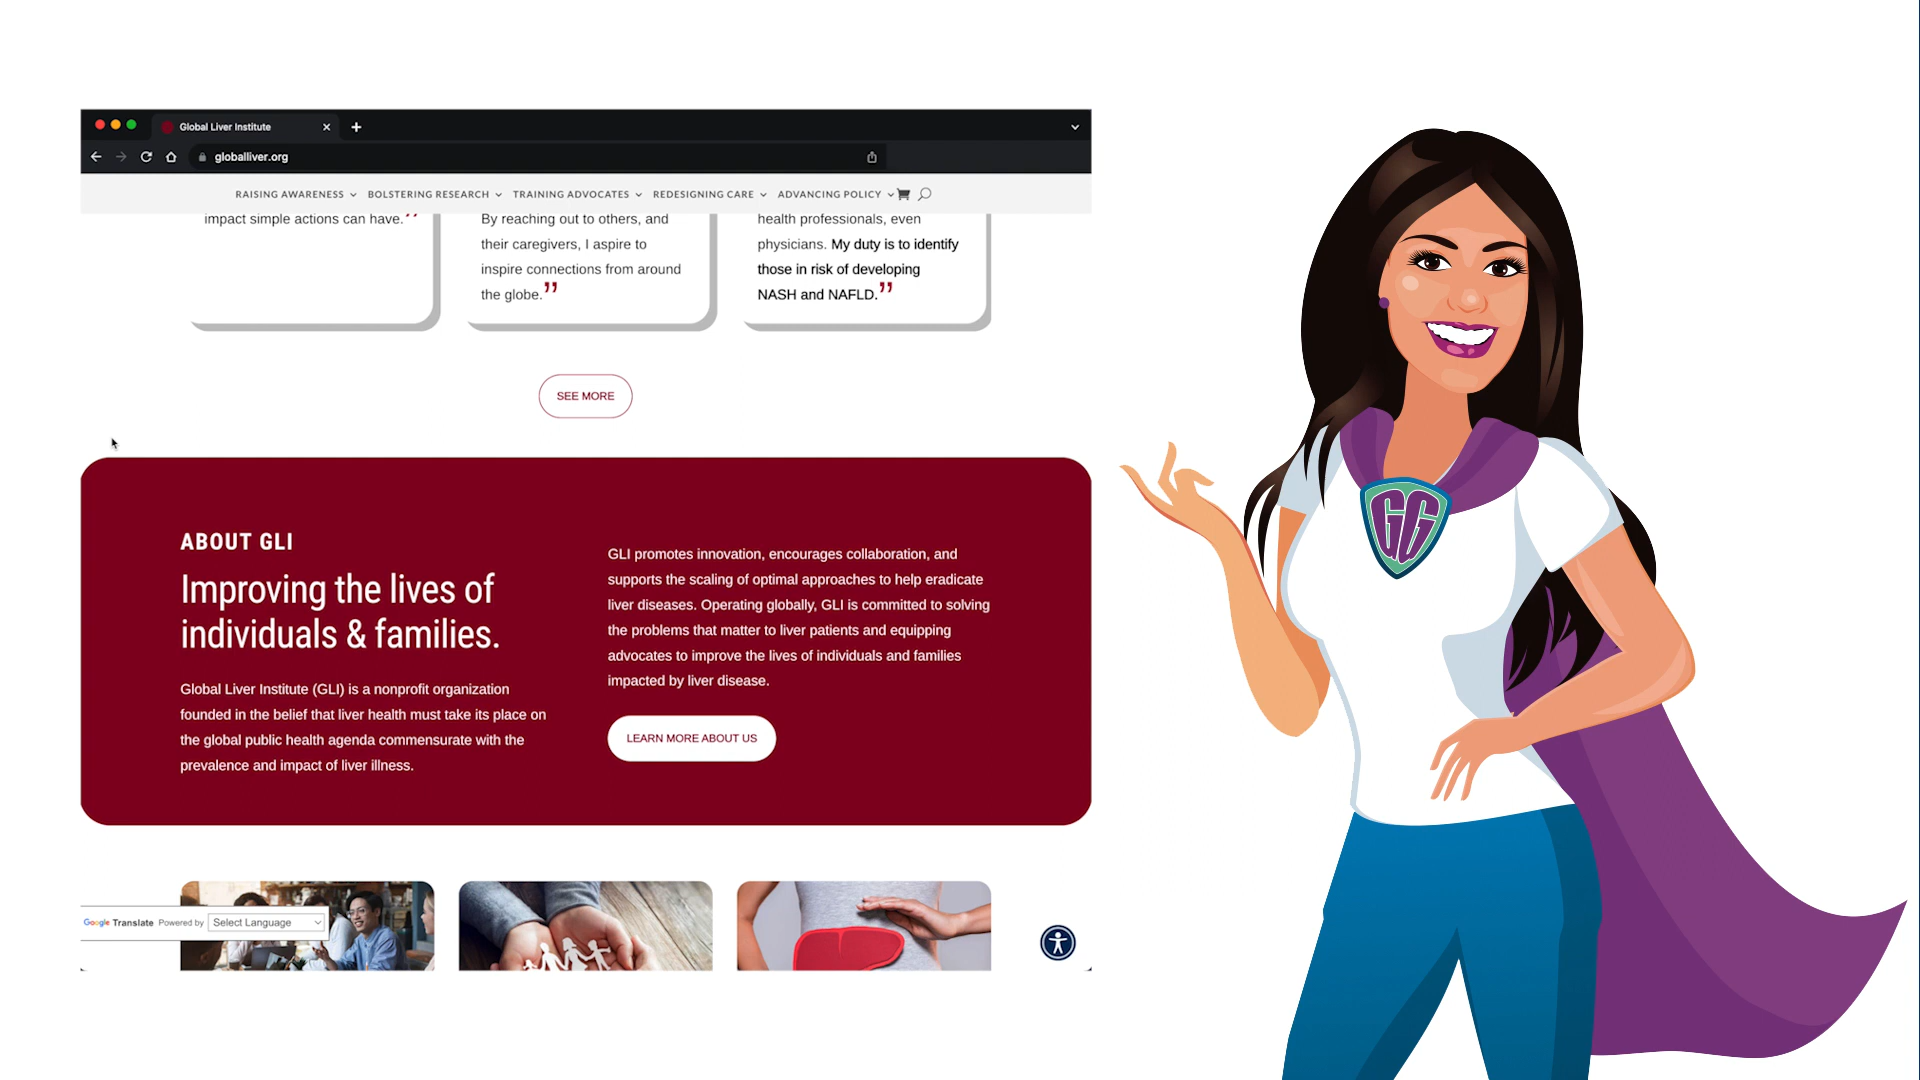 Global Liver Institute
globalliver.org
RAISING AWARENESS BOLSTERING RESEARCH TRAINING ADVOCATES REDESIGNING CARE ADVANCING POLICY
impact simple actions can have.”
By reaching out to others, and
their caregivers, I aspire to
inspire connections from around
the globe.”
health professionals, even
physicians. My duty is to identify
those in risk of developing
NASH and NAFLD.”
SEE MORE
ABOUT GLI
Improving the lives of
individuals & families.
Global Liver Institute (GLI) is a nonprofit organization
founded in the belief that liver health must take its place on
the global public health agenda commensurate with the
prevalence and impact of liver illness.
GLI promotes innovation, encourages collaboration, and
supports the scaling of optimal approaches to help eradicate
liver diseases. Operating globally, GLI is committed to solving
the problems that matter to liver patients and equipping
advocates to improve the lives of individuals and families
impacted by liver disease.
LEARN MORE ABOUT US
Google Translate Powered by Select Language
GG